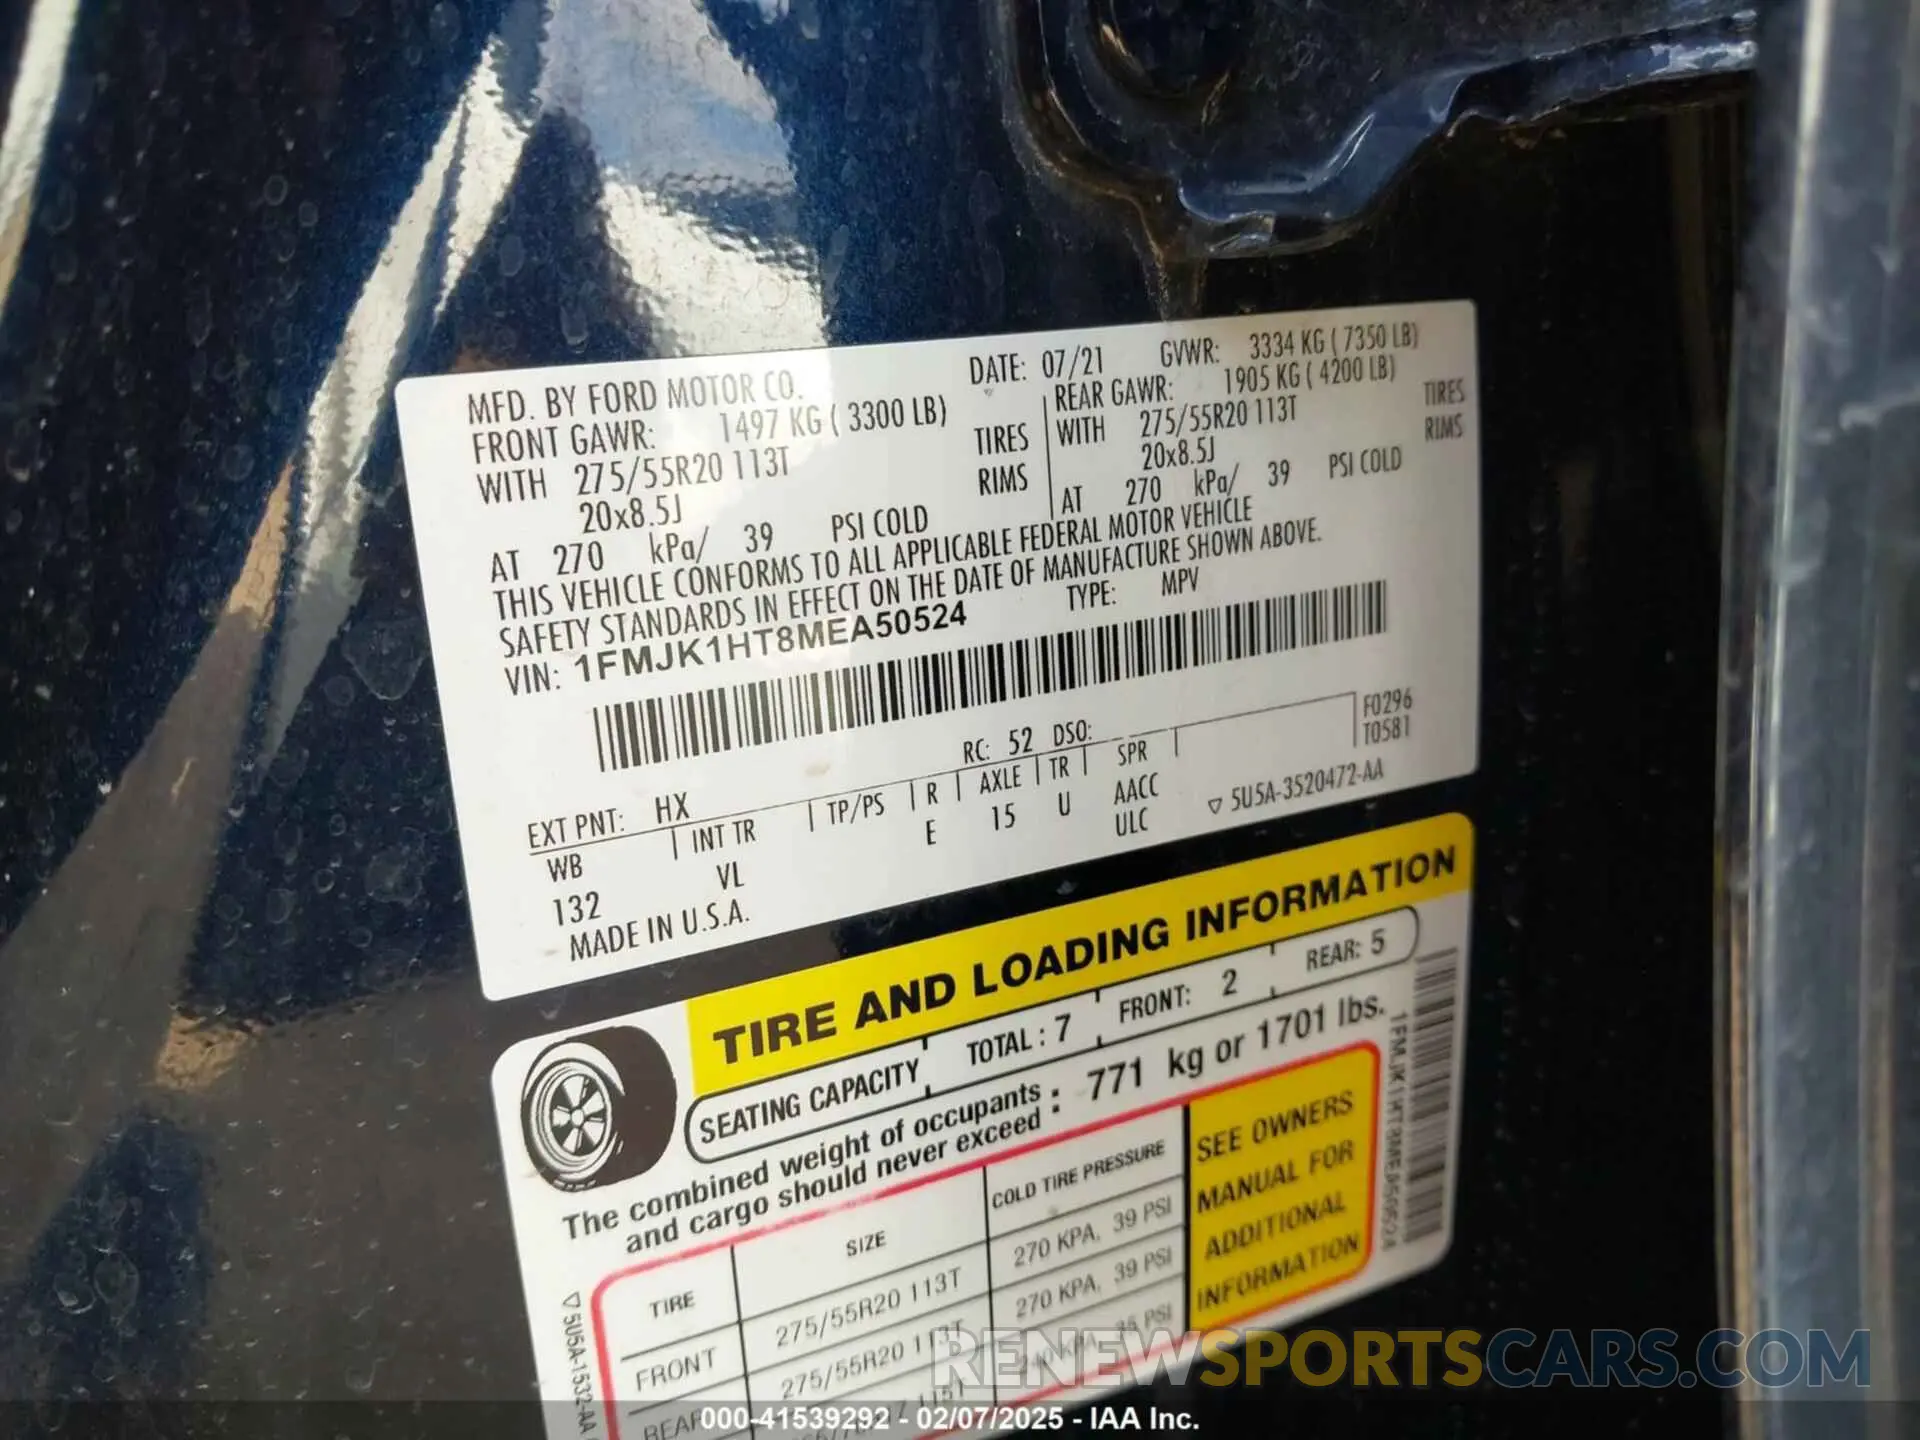 MFD. BY FORD MOTOR CO.
DATE: 07/21
GVWR: 3334 KG ( 7350 LB)
FRONT GAWR: 1497 KG ( 3300 LB)
REAR GAWR: 1905 KG ( 4200 LB)
WITH 275/55R20 113T TIRES
WITH 275/55R20 113T TIRES
20x8.5J RIMS
20x8.5J RIMS
AT 270 kPa/ 39 PSI COLD
AT 270 kPa/ 39 PSI COLD
THIS VEHICLE CONFORMS TO ALL APPLICABLE FEDERAL MOTOR VEHICLE
SAFETY STANDARDS IN EFFECT ON THE DATE OF MANUFACTURE SHOWN ABOVE.
VIN: 1FMJK1HT8MEA50524
TYPE: MPV
F0296
T0581
RC: 52 DSO:
EXT PNT: HX
WB INT TR TP/PS R AXLE TR SPR
132 VL E 15 U AACC
ULC
MADE IN U.S.A.
5U5A-3520472-AA
TIRE AND LOADING INFORMATION
SEATING CAPACITY TOTAL : 7 FRONT: 2 REAR: 5
The combined weight of occupants
and cargo should never exceed : 771 kg or 1701 lbs.
TIRE SIZE COLD TIRE PRESSURE
FRONT 275/55R20 113T 270 KPA, 39 PSI
REAR 275/55R20 113T 270 KPA, 39 PSI
35 PSI
SEE OWNERS
MANUAL FOR
ADDITIONAL
INFORMATION
1FMJK1HT8MEA50524
5U5A-1532-AA
RENEWSPORTSCARS.COM
000-41539292 - 02/07/2025 - IAA Inc.